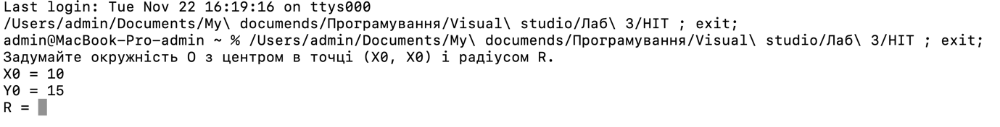 Last login: Tue Nov 22 16:19:16 on ttys000
/Users/admin/Documents/My\ documends/Програмування/Visual\ studio/Лаб\ 3/HIT ; exit;
admin@MacBook-Pro-admin ~ % /Users/admin/Documents/My\ documends/Програмування/Visual\ studio/Лаб\ 3/HIT ; exit;
Задумайте окружність О з центром в точці (X0, X0) і радіусом R.
X0 = 10
Y0 = 15
R =